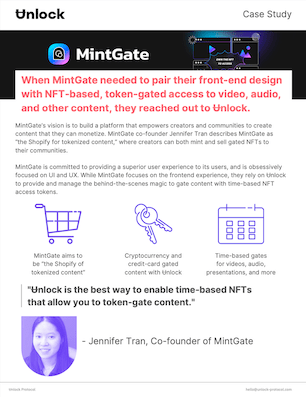 Unlock
Case Study
MintGate
When MintGate needed to pair their front-end design
with NFT-based, token-gated access to video, audio,
and other content, they reached out to Unlock.
MintGate's vision is to build a platform that empowers creators and communities to create
content that they can monetize. MintGate co-founder Jennifer Tran describes MintGate as
"the Shopify for tokenized content," where creators can both mint and sell gated NFTs to
their communities.
MintGate is committed to providing a superior user experience to its users, and is obsessively
focused on UI and UX. While MintGate focuses on the frontend experience, they rely on Unlock
to provide and manage the behind-the-scenes magic to gate content with time-based NFT
access tokens.
MintGate aims to
be "the Shopify of
tokenized content"
Cryptocurrency and
credit-card gated
content with Unlock
Time-based gates
for videos, audio,
presentations, and more
"Unlock is the best way to enable time-based NFTs
that allow you to token-gate content."
- Jennifer Tran, Co-founder of MintGate
Unlock Protocol
hello@unlock-protocol.com